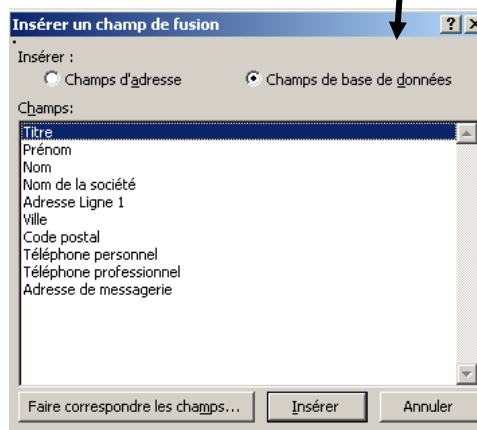 Insérer un champ de fusion
Insérer :
Champs d'adresse Champs de base de données
Champs:
Titre
Prénom
Nom
Nom de la société
Adresse Ligne 1
Ville
Code postal
Téléphone personnel
Téléphone professionnel
Adresse de messagerie
Faire correspondre les champs... Insérer Annuler